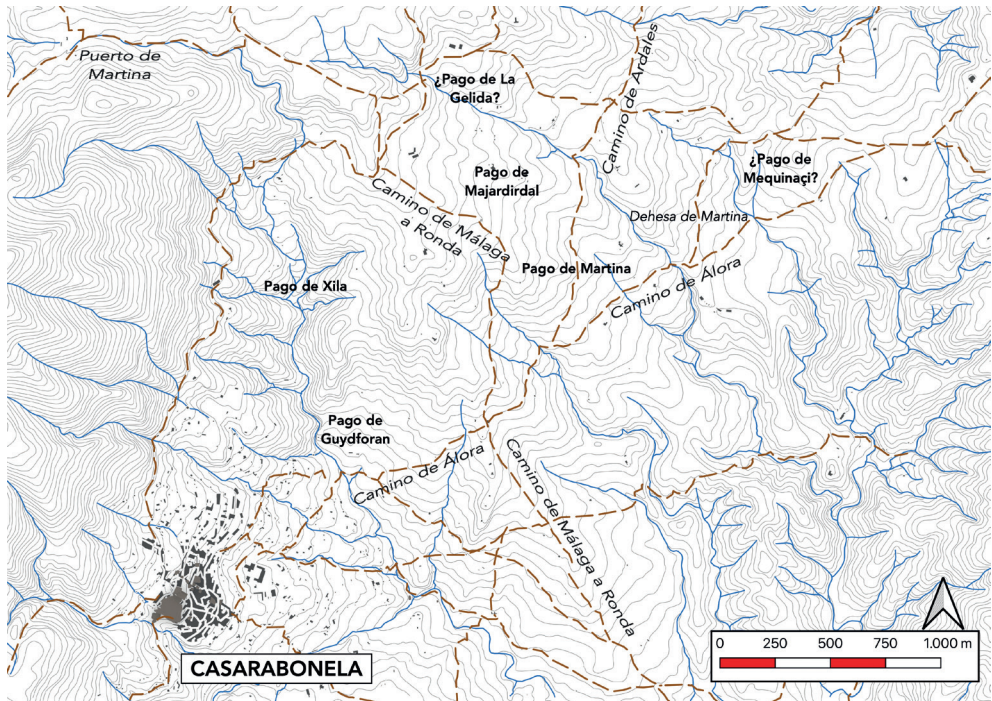 Puerto de
Martina
¿Pago de La
Gelida?
Camino de Ardales
¿Pago de
Mequinaçi?
Pago de
Majardirdal
Camino de Málaga
a Ronda
Dehesa de Martina
Pago de Martina
Pago de Xila
Camino de Álora
Pago de
Guydforan
Camino de Álora
Camino de Málaga a Ronda
CASARABONELA
0 250 500 750 1.000 m